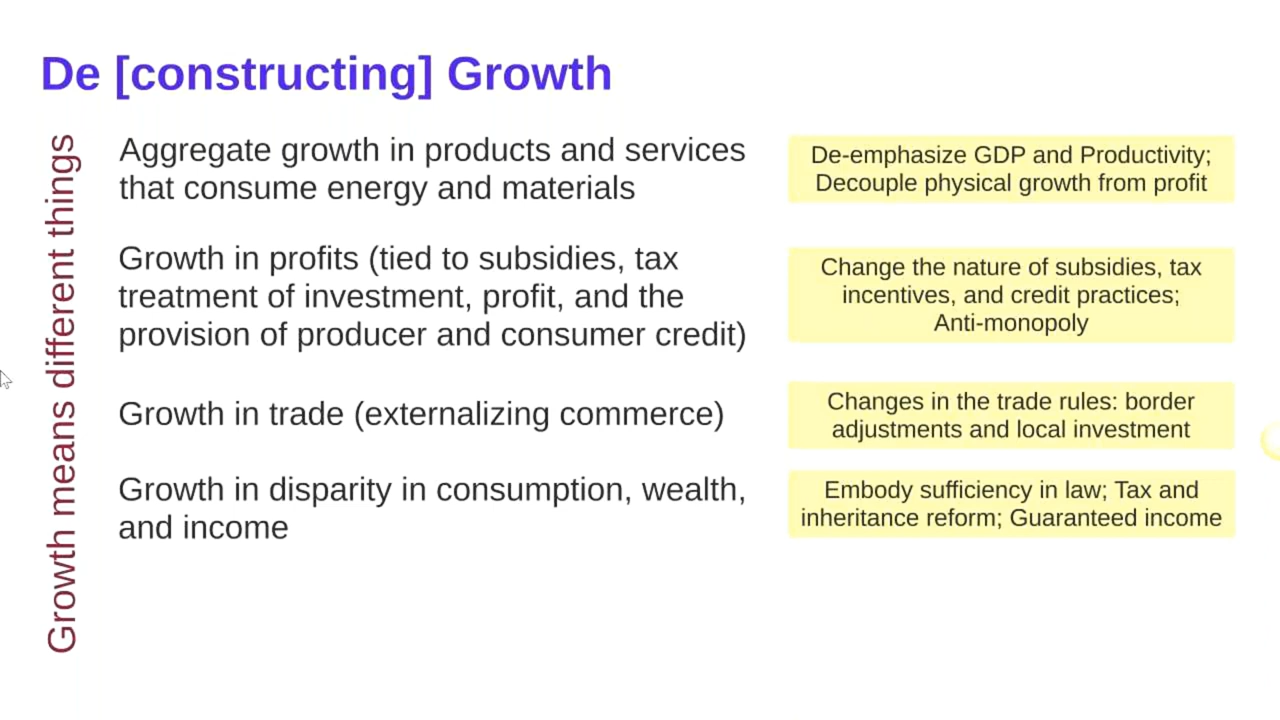 De [constructing] Growth
Growth means different things
Aggregate growth in products and services
that consume energy and materials
De-emphasize GDP and Productivity;
Decouple physical growth from profit
Growth in profits (tied to subsidies, tax
treatment of investment, profit, and the
provision of producer and consumer credit)
Change the nature of subsidies, tax
incentives, and credit practices;
Anti-monopoly
Growth in trade (externalizing commerce)
Changes in the trade rules: border
adjustments and local investment
Growth in disparity in consumption, wealth,
and income
Embody sufficiency in law; Tax and
inheritance reform; Guaranteed income